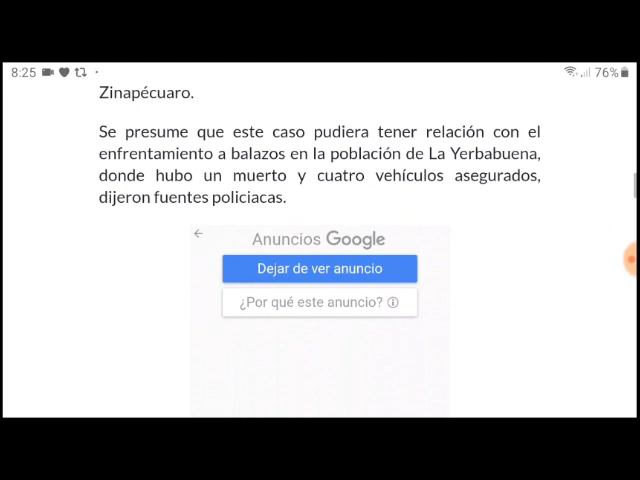 8:25 76%
Zinapécuaro.
Se presume que este caso pudiera tener relación con el
enfrentamiento a balazos en la población de La Yerbabuena,
donde hubo un muerto y cuatro vehículos asegurados,
dijeron fuentes policiacas.
Anuncios Google
Dejar de ver anuncio
¿Por qué este anuncio?